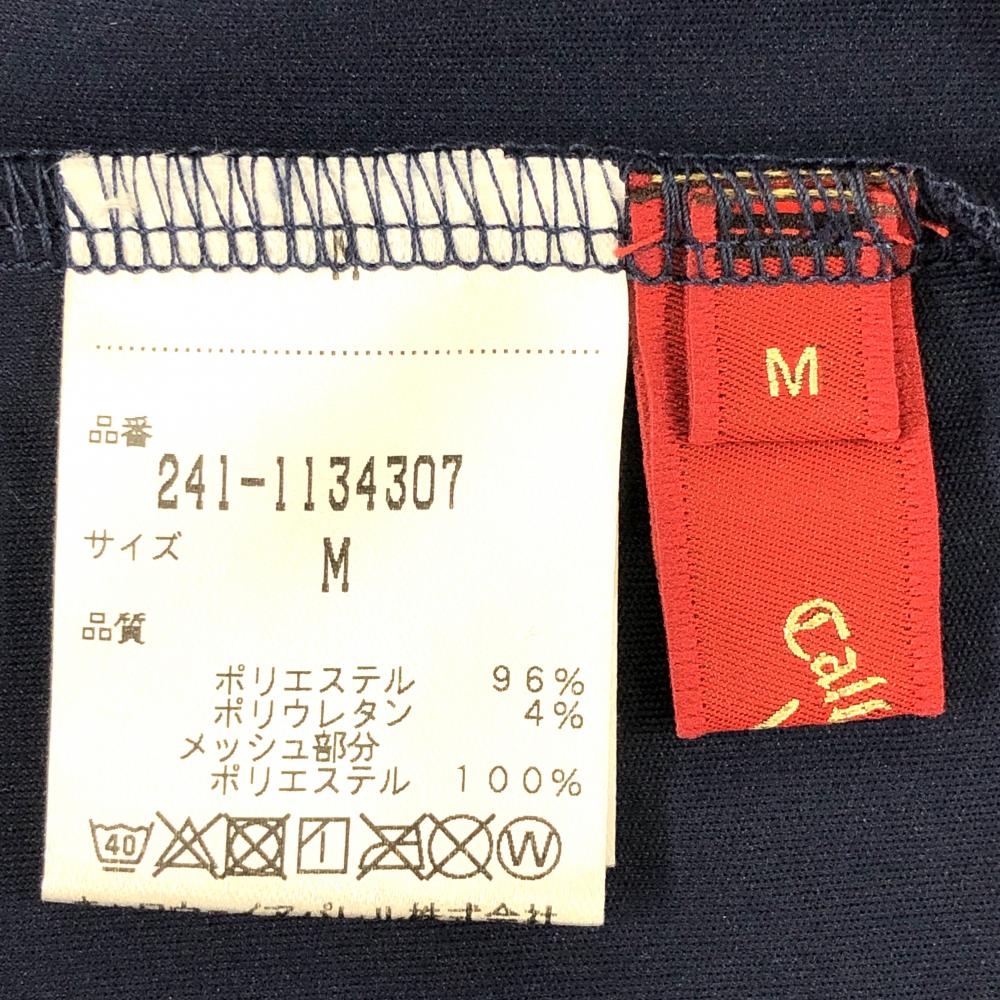 品番
241-1134307
サイズ
M
品質
ポリエステル 96%
ポリウレタン 4%
メッシュ部分
ポリエステル 100%
40
W
M